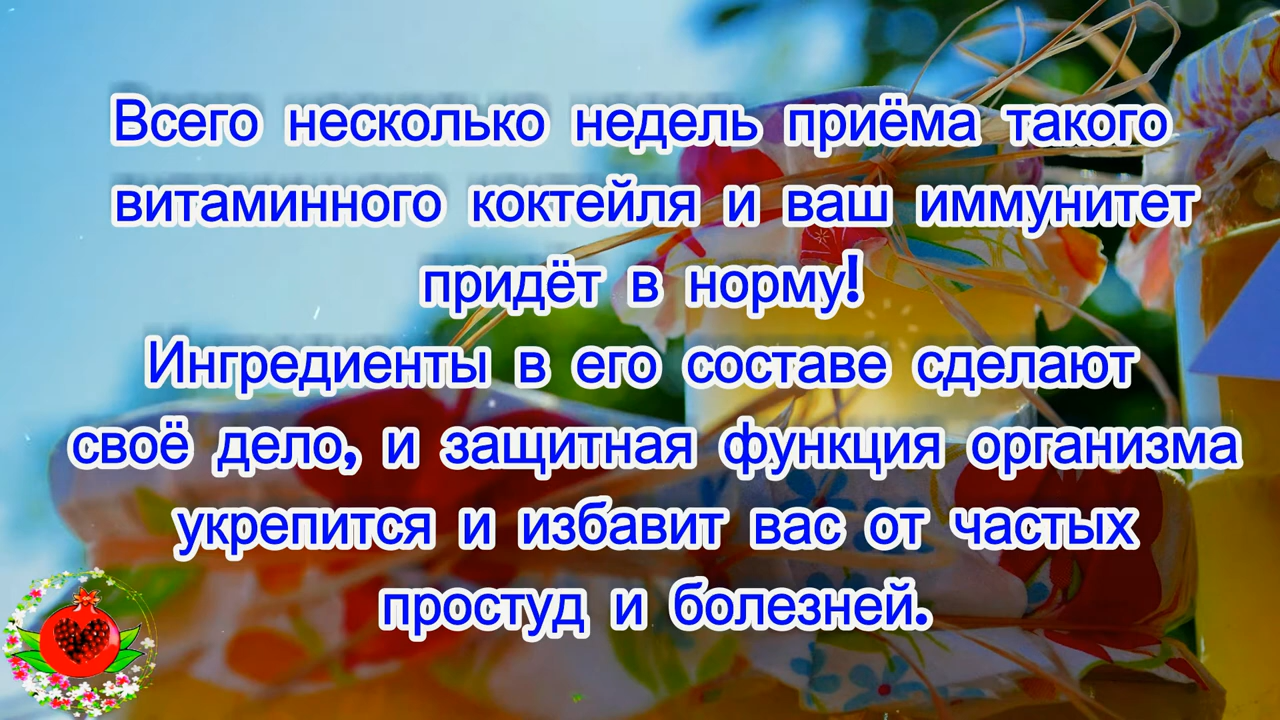 Всего несколько недель приёма такого
витаминного коктейля и ваш иммунитет
придёт в норму!
Ингредиенты в его составе сделают
своё дело, и защитная функция организма
укрепится и избавит вас от частых
простуд и болезней.